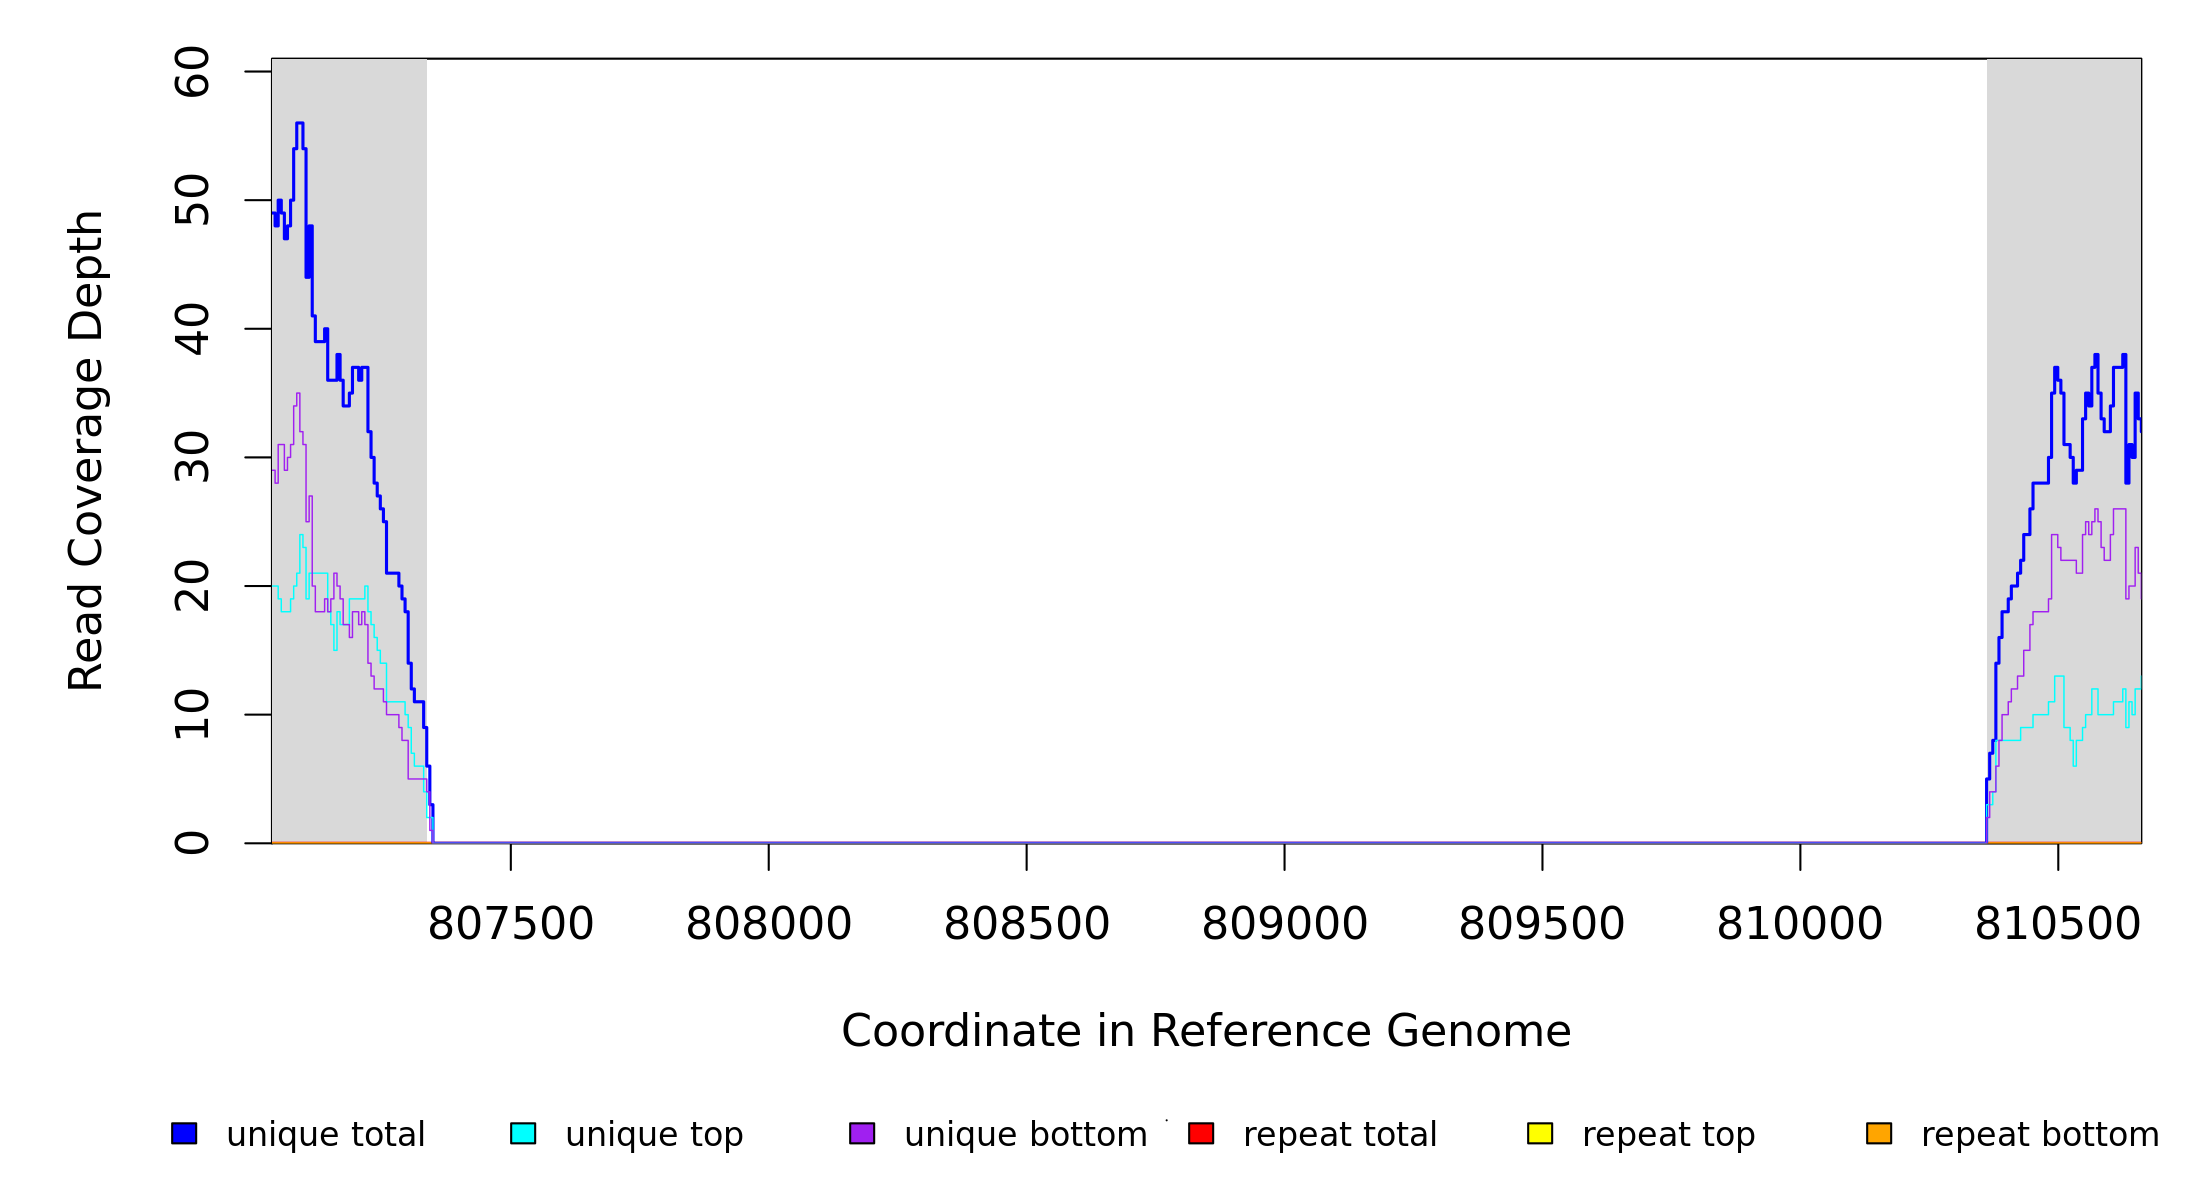 Read Coverage Depth
60
50
40
30
20
10
0
807500 808000 808500 809000 809500 810000 810500
Coordinate in Reference Genome
unique total unique top unique bottom repeat total repeat top repeat bottom